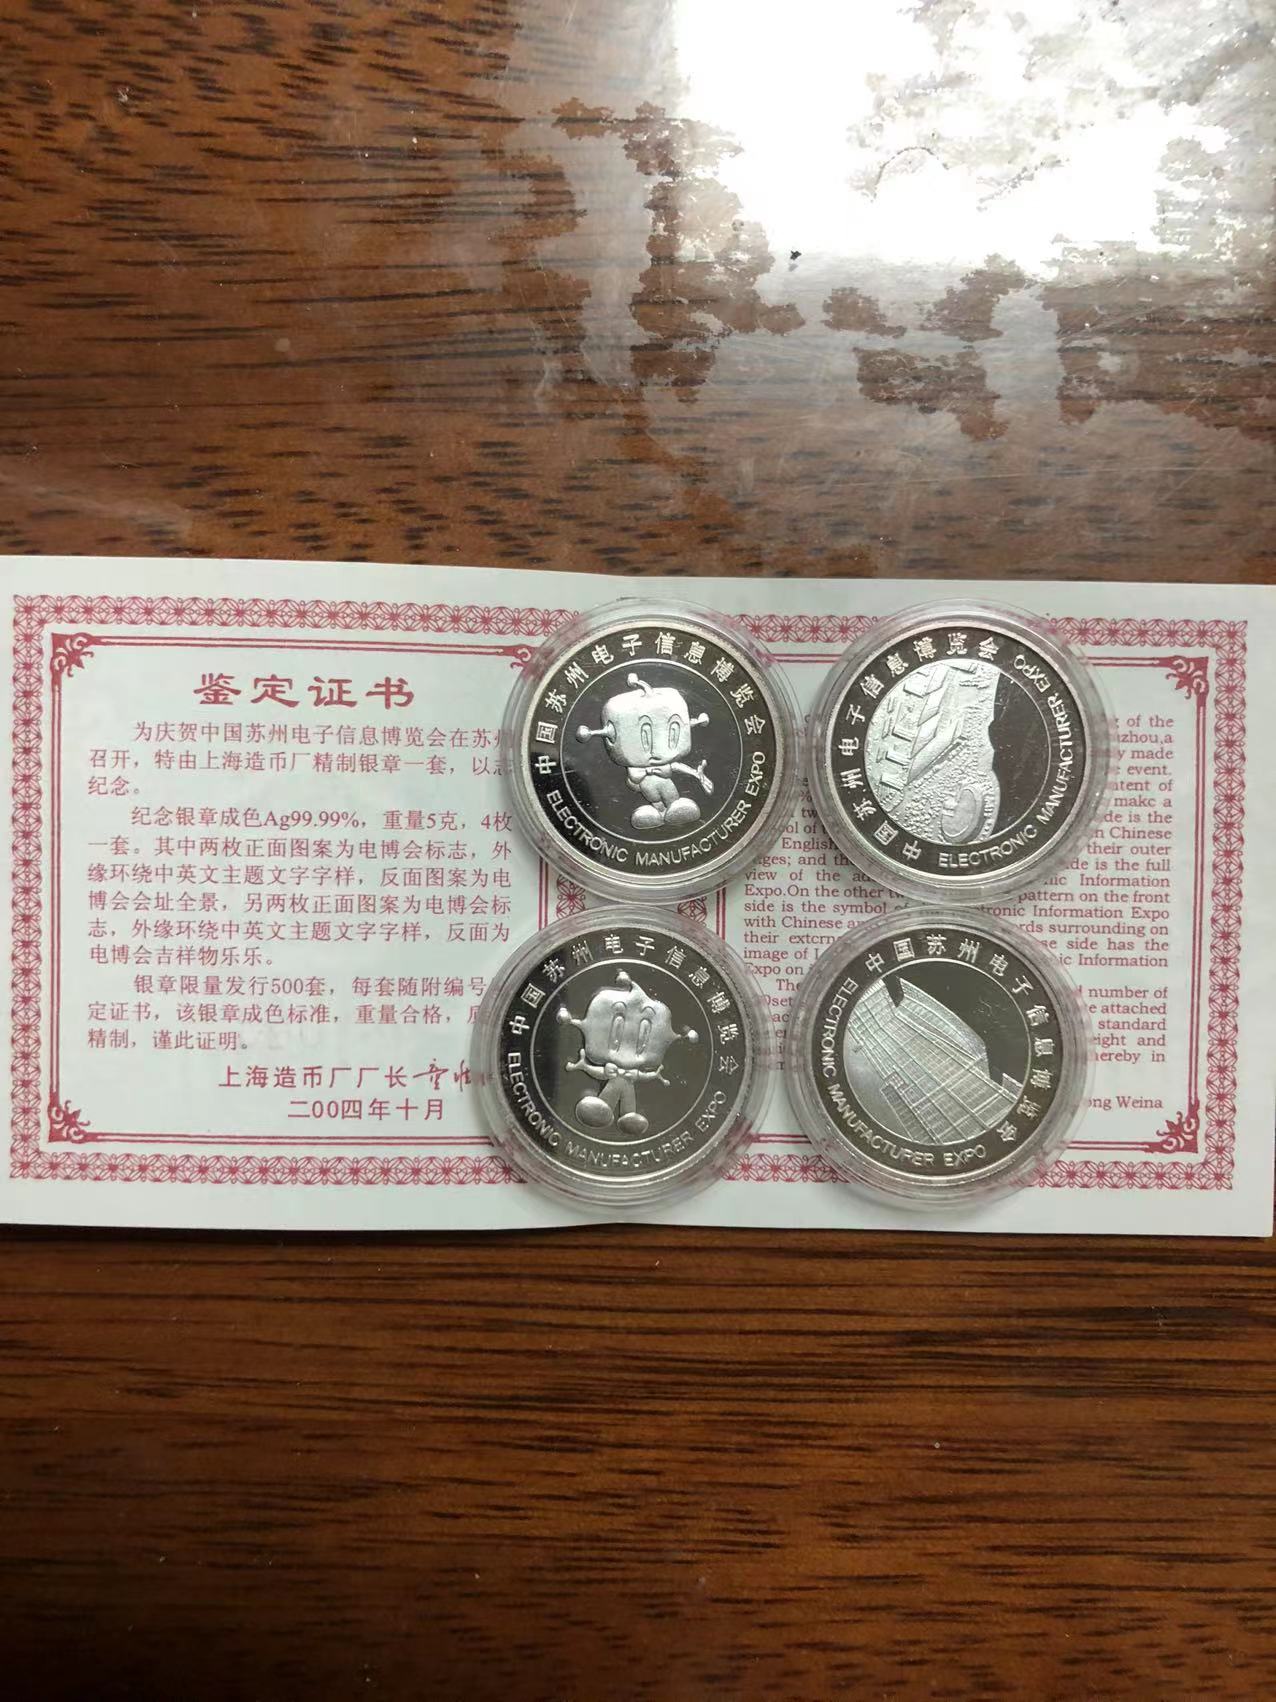 鉴定证书
为庆贺中国苏州电子信息博览会在苏州
召开，特由上海造币厂精制银章一套，以志
纪念。
纪念银章成色Ag99.99%，重量5克，4枚
一套。其中两枚正面图案为电博会标志，外
缘环绕中英文主题文字字样，反面图案为电
博会会址全景，另两枚正面图案为电博会标
志，外缘环绕中英文主题文字字样，反面为
电博会吉祥物乐乐。
银章限量发行500套，每套随附编号
定证书，该银章成色标准，重量合格，
精制，谨此证明。
上海造币厂厂长
二00四年十月
中国苏州电子信息博览会
ELECTRONIC MANUFACTURER EXPO
中国苏州电子信息博览会
ELECTRONIC MANUFACTURER EXPO
中国苏州电子信息博览会
ELECTRONIC MANUFACTURER EXPO
中国苏州电子信息博览会
ELECTRONIC MANUFACTURER EXPO
of the
a
made
event.
of
a
is the
Chinese
English their outer
and is the full
view of the Information
Expo.On the other pattern on the front
side is the symbol of Information Expo
with Chinese surrounding on
their side has the
image of Information
Expo on
The number of
attached
standard
and
in
Weina